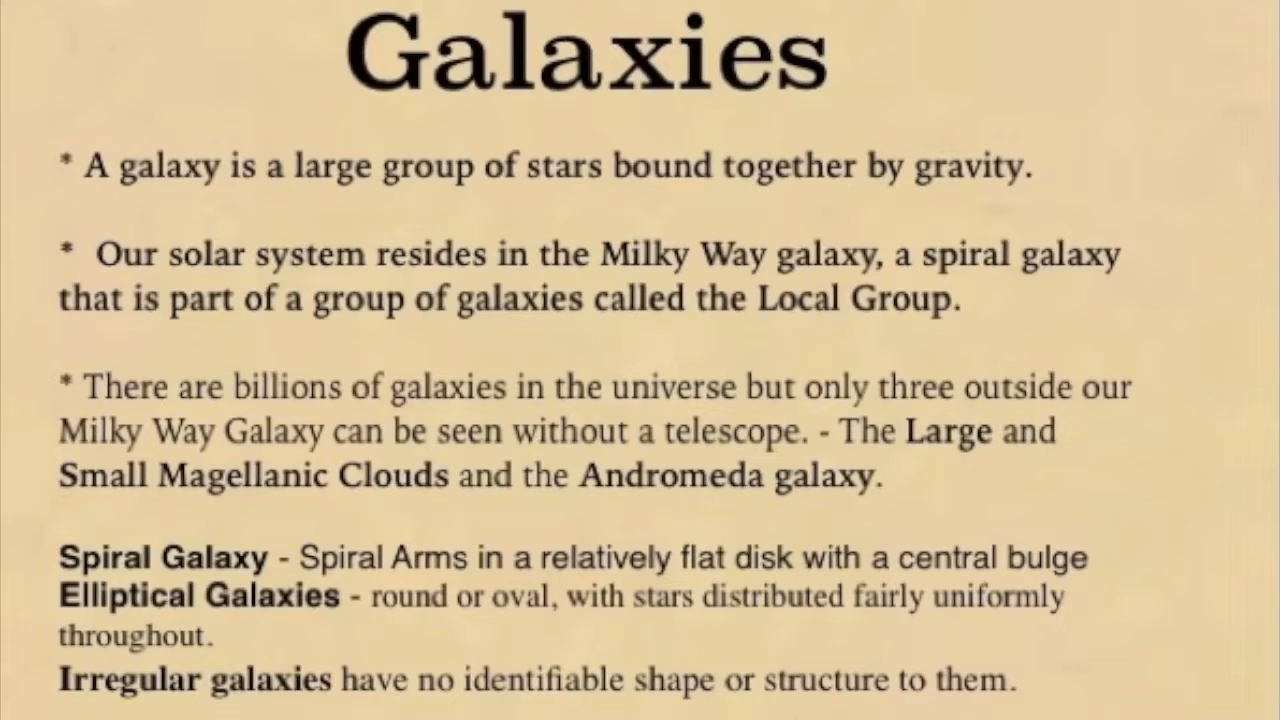 Galaxies
* A galaxy is a large group of stars bound together by gravity.
* Our solar system resides in the Milky Way galaxy, a spiral galaxy
that is part of a group of galaxies called the Local Group.
* There are billions of galaxies in the universe but only three outside our
Milky Way Galaxy can be seen without a telescope. - The Large and
Small Magellanic Clouds and the Andromeda galaxy.
Spiral Galaxy - Spiral Arms in a relatively flat disk with a central bulge
Elliptical Galaxies - round or oval, with stars distributed fairly uniformly
throughout.
Irregular galaxies have no identifiable shape or structure to them.